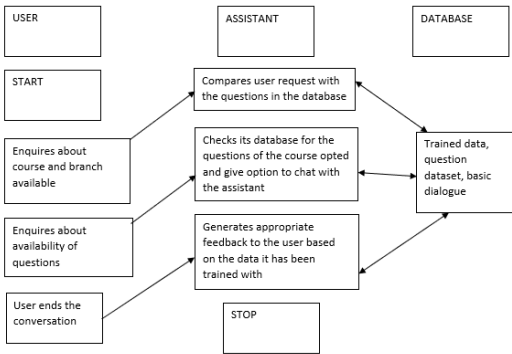 USER
ASSISTANT
DATABASE
START
Compares user request with
the questions in the database
Enquires about
course and branch
available
Checks its database for the
questions of the course opted
and give option to chat with
the assistant
Trained data,
question
dataset, basic
dialogue
Enquires about
availability of
questions
Generates appropriate
feedback to the user based
on the data it has been
trained with
User ends the
conversation
STOP